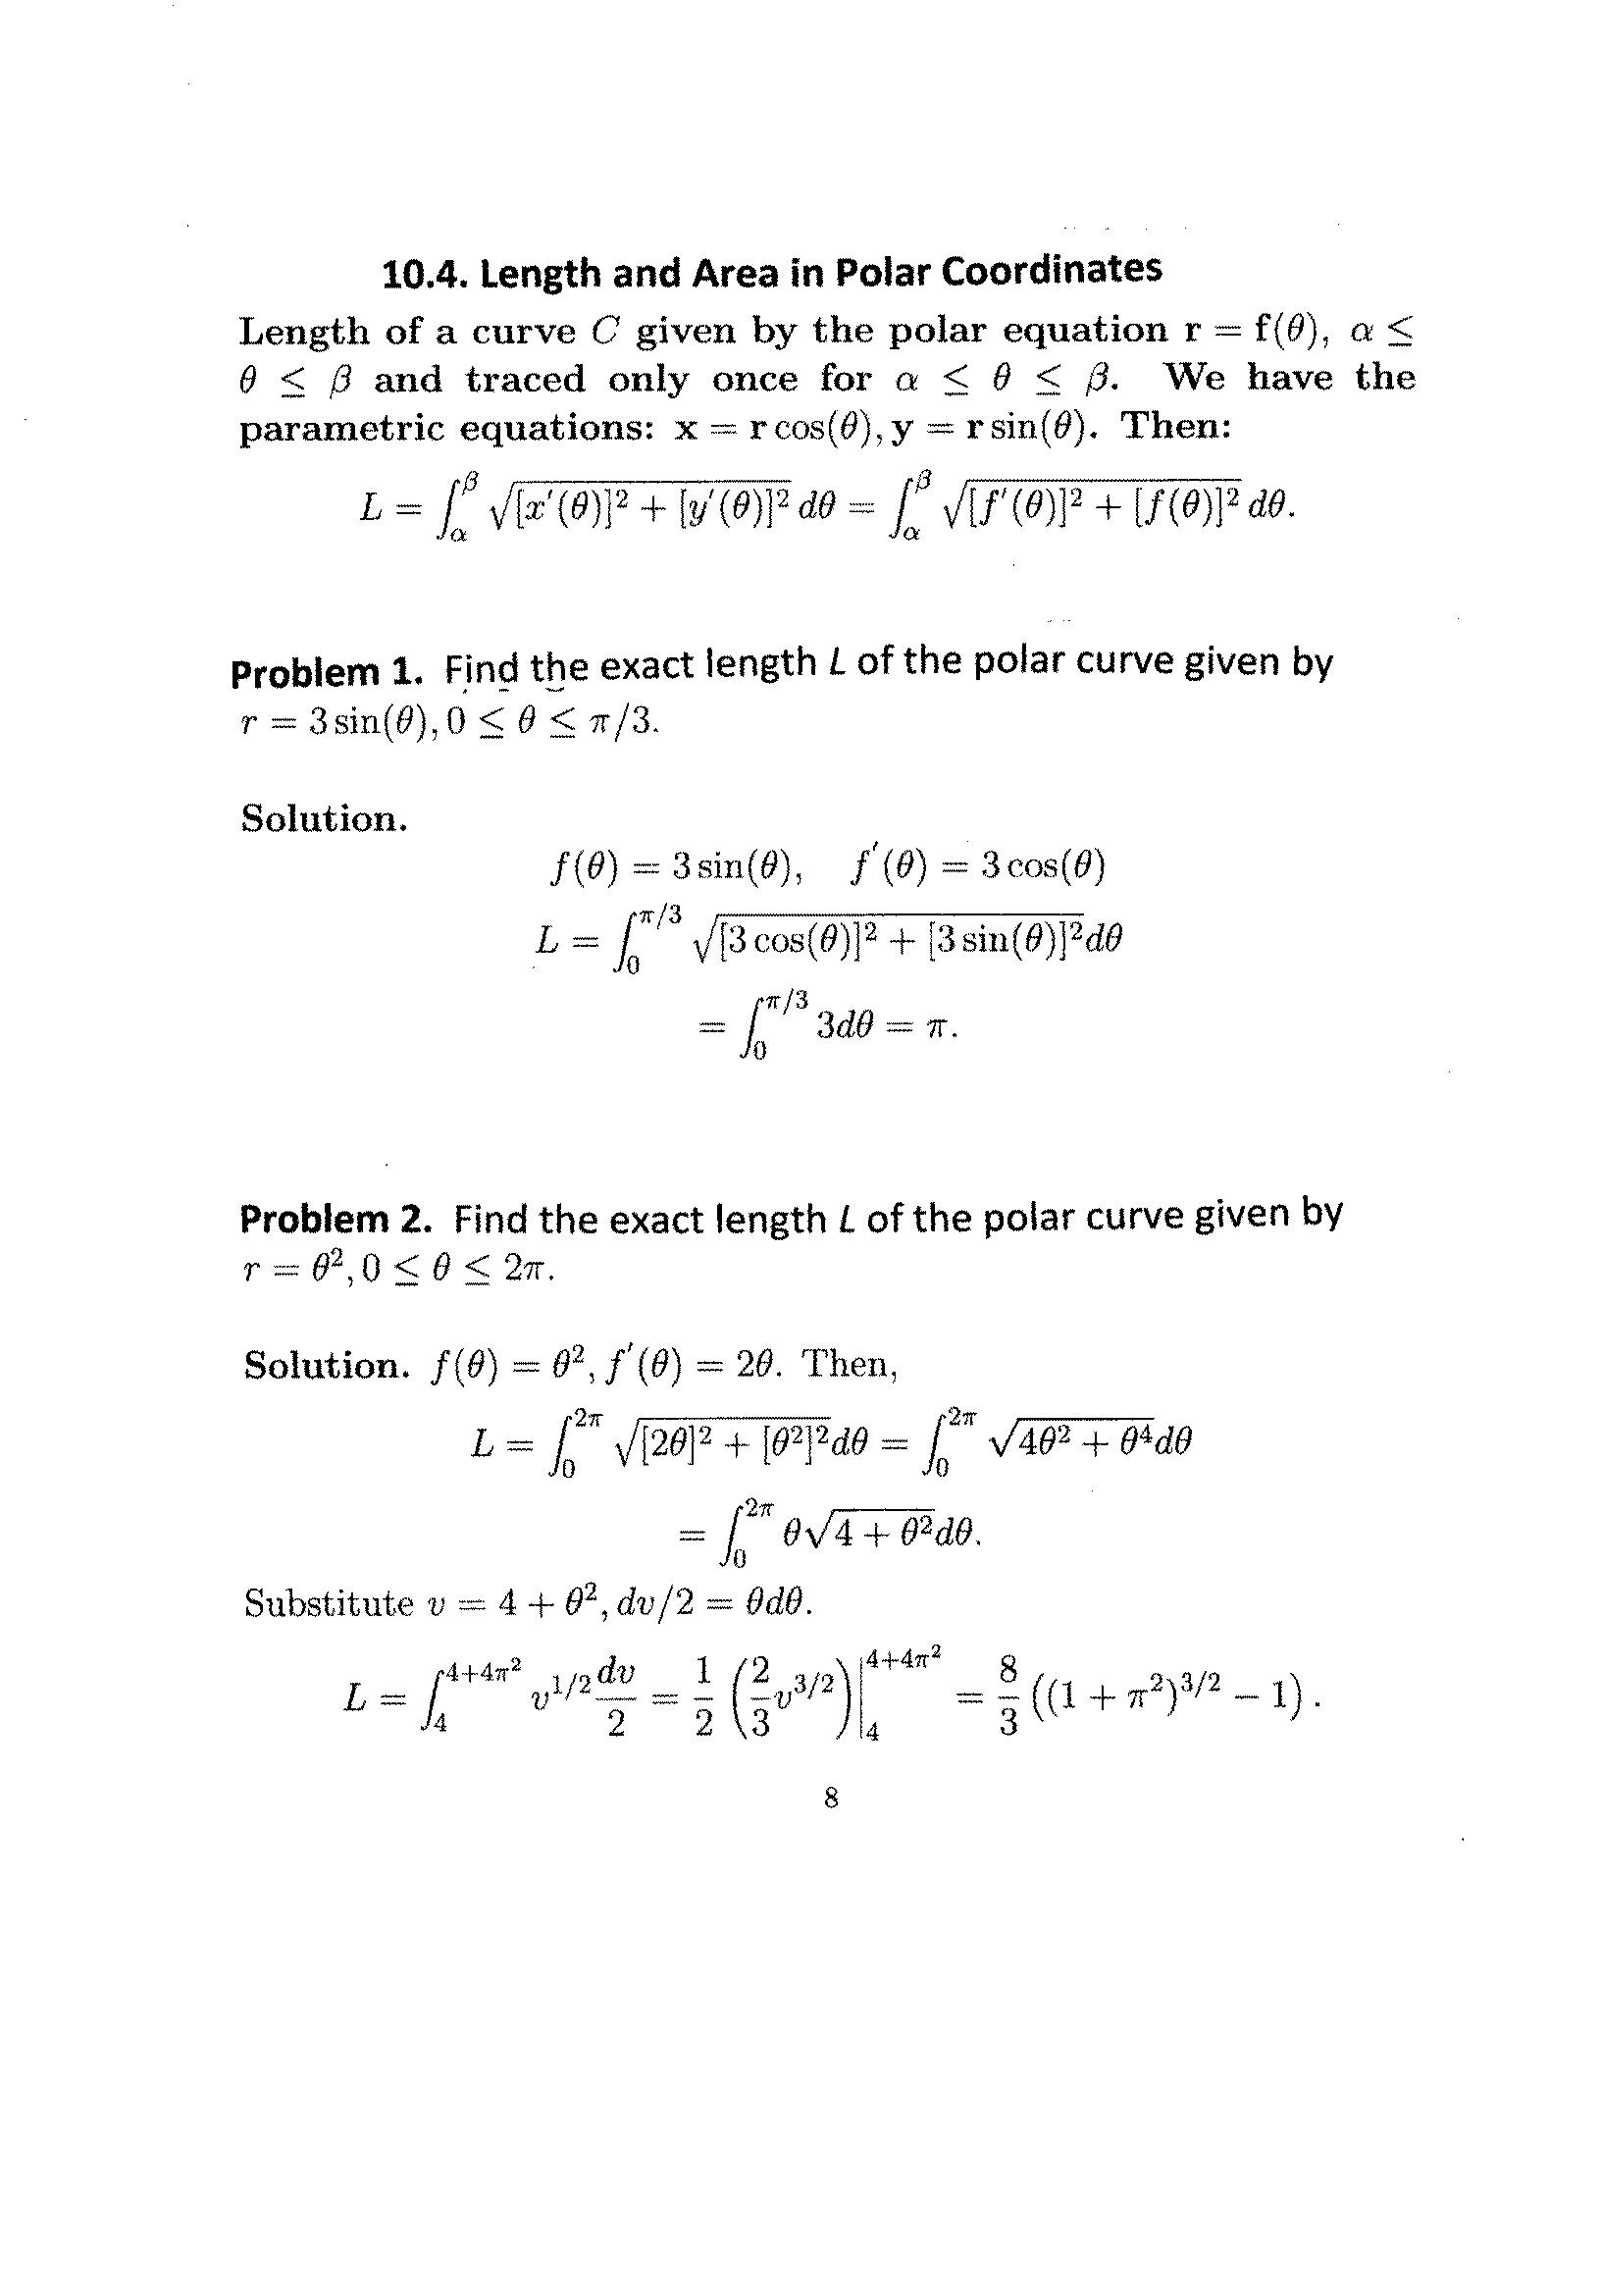 10.4. Length and Area in Polar Coordinates
Length of a curve C given by the polar equation r = f(θ), α ≤
θ ≤ β and traced only once for α ≤ θ ≤ β. We have the
parametric equations: x = r cos(θ), y = r sin(θ). Then:
L = ∫_α^β √([x′(θ)]² + [y′(θ)]²) dθ = ∫_α^β √([f′(θ)]² + [f(θ)]²) dθ.
Problem 1. Find the exact length L of the polar curve given by
r = 3 sin(θ), 0 ≤ θ ≤ π/3.
Solution.
f(θ) = 3 sin(θ), f′(θ) = 3 cos(θ)
L = ∫_0^{π/3} √([3 cos(θ)]² + [3 sin(θ)]²)dθ
= ∫_0^{π/3} 3dθ = π.
Problem 2. Find the exact length L of the polar curve given by
r = θ², 0 ≤ θ ≤ 2π.
Solution. f(θ) = θ², f′(θ) = 2θ. Then,
L = ∫_0^{2π} √([2θ]² + [θ²]²)dθ = ∫_0^{2π} √(4θ² + θ⁴)dθ
= ∫_0^{2π} θ√(4 + θ²)dθ.
Substitute v = 4 + θ², dv/2 = θdθ.
L = ∫_4^{4+4π²} v^{1/2} dv/2 = 1/2 (2/3 v^{3/2})|_4^{4+4π²} = 8/3 ((1 + π²)^{3/2} − 1).
8